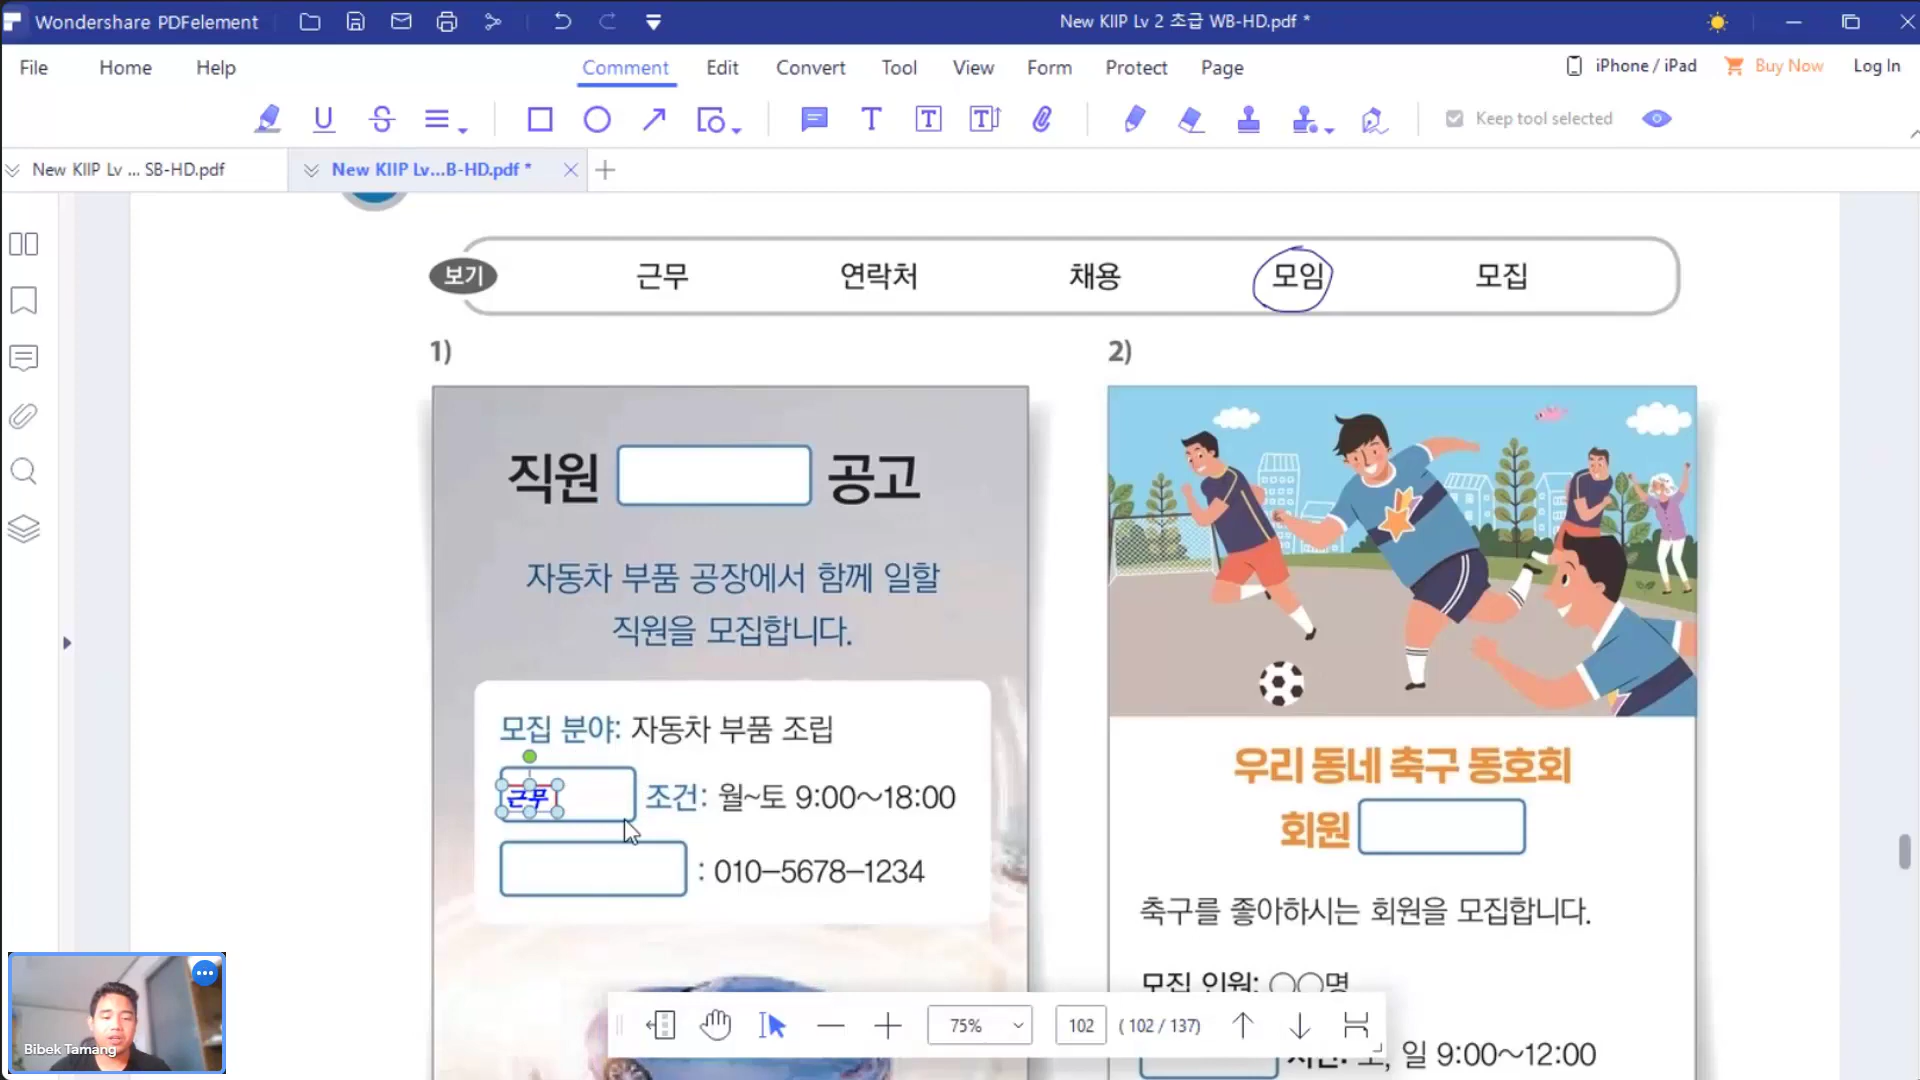 Wondershare PDFelement
New KIIP Lv 2 초급 WB-HD.pdf *
File Home Help Comment Edit Convert Tool View Form Protect Page iPhone / iPad Buy Now Log In
Keep tool selected
New KIIP Lv ... SB-HD.pdf
New KIIP Lv...B-HD.pdf *
보기 근무 연락처 채용 모임 모집
1)
직원 공고
자동차 부품 공장에서 함께 일할
직원을 모집합니다.
모집 분야: 자동차 부품 조립
근무 조건: 월~토 9:00~18:00
: 010-5678-1234
2)
우리 동네 축구 동호회
회원
축구를 좋아하시는 회원을 모집합니다.
모집 인원: ○○명
일 9:00~12:00
75% 102 ( 102 / 137)
Bibek Tamang